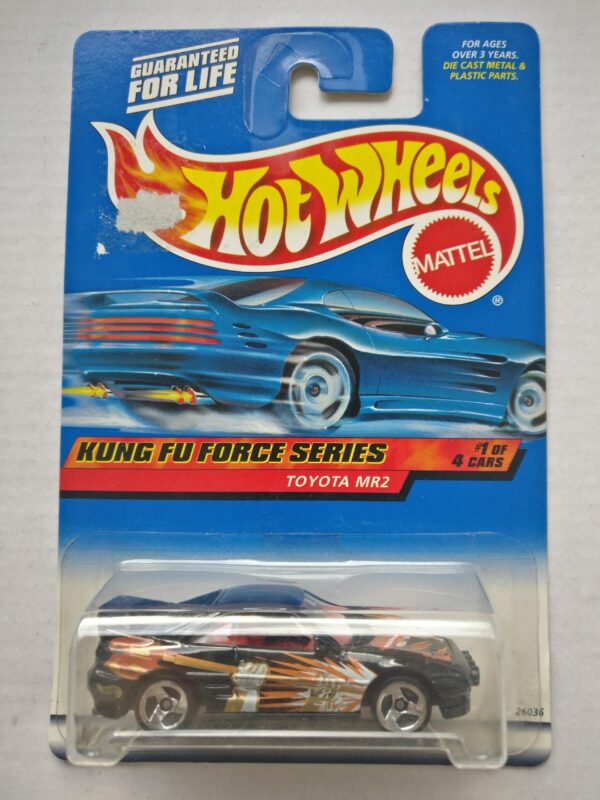 GUARANTEED
FOR LIFE
FOR AGES
OVER 3 YEARS.
DIE CAST METAL &
PLASTIC PARTS.
HOT WHEELS
MATTEL
®
KUNG FU FORCE SERIES
#1 OF
4 CARS
TOYOTA MR2
26036